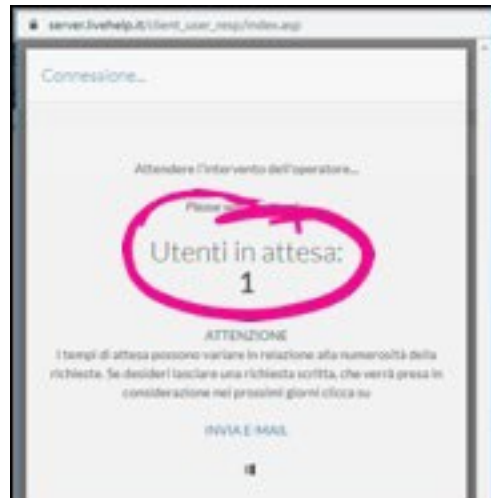 server.livehelp.it/client_user_resp/index.asp
Connessione...
Attendere l'intervento dell'operatore...
Please
Utenti in attesa:
1
ATTENZIONE
I tempi di attesa possono variare in relazione alla numerosità della
richieste. Se desideri lasciare una richiesta scritta, che verrà presa in
considerazione nei prossimi giorni clicca su
INVIA E-MAIL